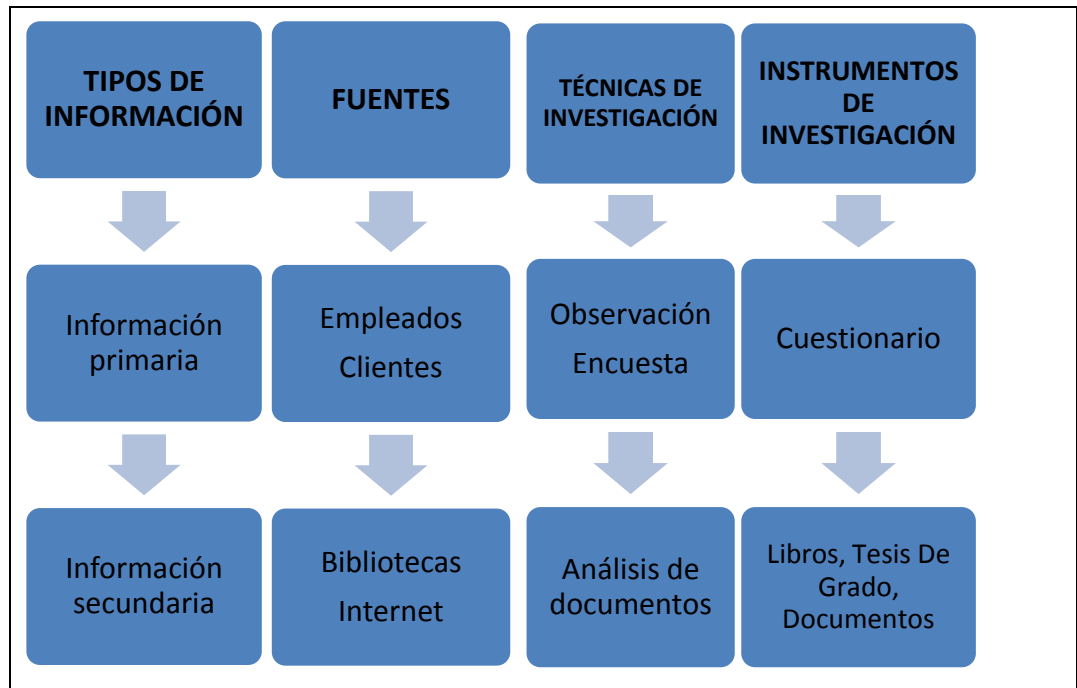 TIPOS DE
INFORMACIÓN
FUENTES
TÉCNICAS DE
INVESTIGACIÓN
INSTRUMENTOS
DE
INVESTIGACIÓN
Información
primaria
Empleados
Clientes
Observación
Encuesta
Cuestionario
Información
secundaria
Bibliotecas
Internet
Análisis de
documentos
Libros, Tesis De
Grado,
Documentos